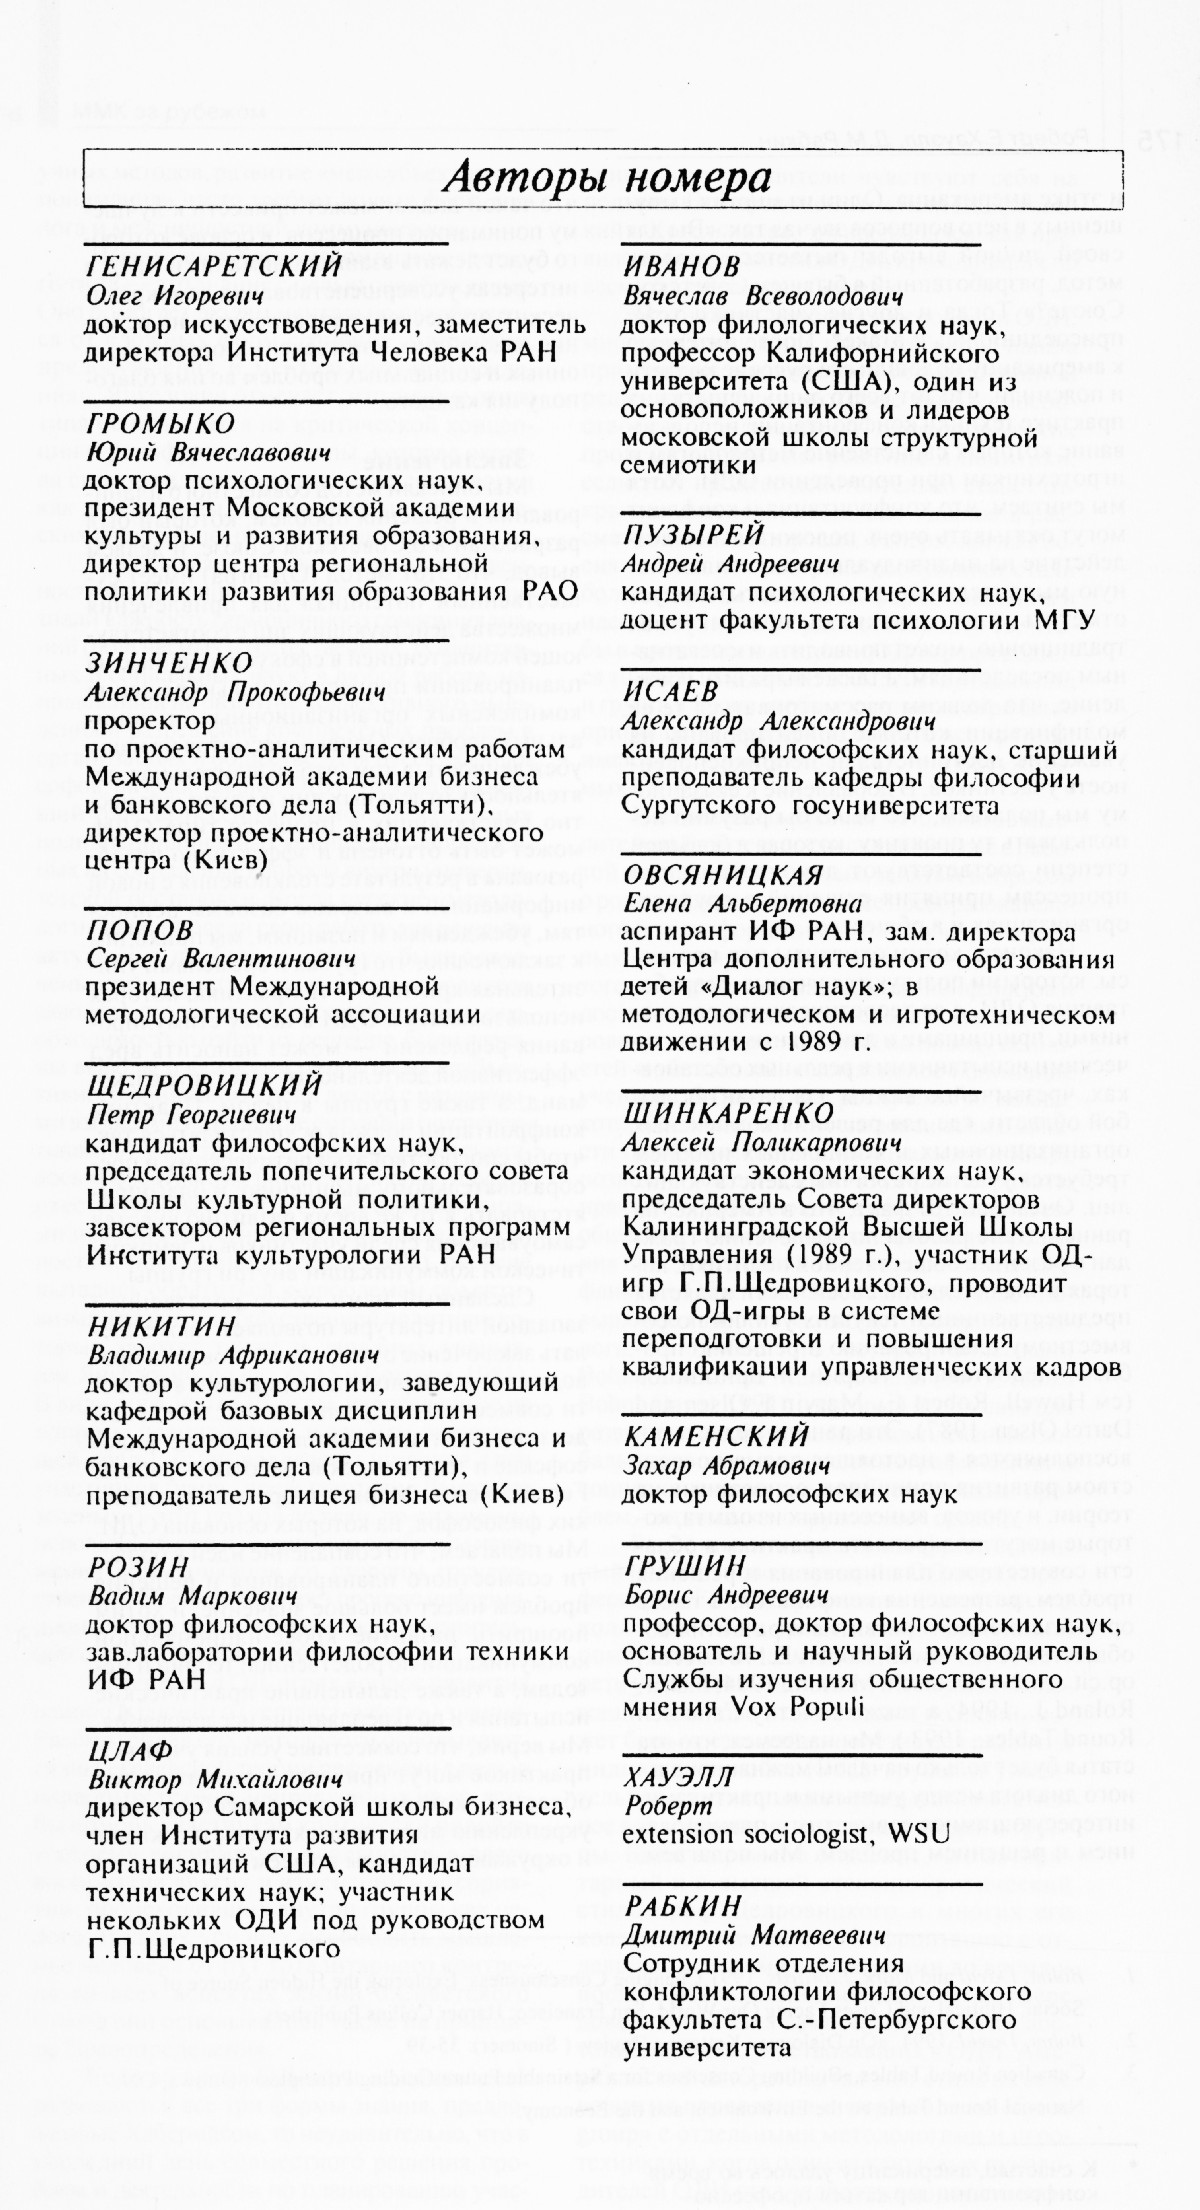 Авторы номера
ГЕНИСАРЕТСКИЙ
Олег Игоревич
доктор искусствоведения, заместитель
директора Института Человека РАН
ГРОМЫКО
Юрий Вячеславович
доктор психологических наук,
президент Московской академии
культуры и развития образования,
директор центра региональной
политики развития образования РАО
ЗИНЧЕНКО
Александр Прокофьевич
проректор
по проектно-аналитическим работам
Международной академии бизнеса
и банковского дела (Тольятти),
директор проектно-аналитического
центра (Киев)
ПОПОВ
Сергей Валентинович
президент Международной
методологической ассоциации
ЩЕДРОВИЦКИЙ
Петр Георгиевич
кандидат философских наук,
председатель попечительского совета
Школы культурной политики,
завсектором региональных программ
Института культурологии РАН
НИКИТИН
Владимир Африканович
доктор культурологии, заведующий
кафедрой базовых дисциплин
Международной академии бизнеса и
банковского дела (Тольятти),
преподаватель лицея бизнеса (Киев)
РОЗИН
Вадим Маркович
доктор философских наук,
зав.лаборатории философии техники
ИФ РАН
ЦЛАФ
Виктор Михайлович
директор Самарской школы бизнеса,
член Института развития
организаций США, кандидат
технических наук; участник
некольких ОДИ под руководством
Г.П.Щедровицкого
ИВАНОВ
Вячеслав Всеволодович
доктор филологических наук,
профессор Калифорнийского
университета (США), один из
основоположников и лидеров
московской школы структурной
семиотики
ПУЗЫРЕЙ
Андрей Андреевич
кандидат психологических наук,
доцент факультета психологии МГУ
ИСАЕВ
Александр Александрович
кандидат философских наук, старший
преподаватель кафедры философии
Сургутского госуниверситета
ОВСЯНИЦКАЯ
Елена Альбертовна
аспирант ИФ РАН, зам. директора
Центра дополнительного образования
детей «Диалог наук»; в
методологическом и игротехническом
движении с 1989 г.
ШИНКАРЕНКО
Алексей Поликарпович
кандидат экономических наук,
председатель Совета директоров
Калининградской Высшей Школы
Управления (1989 г.), участник ОД-
игр Г.П.Щедровицкого, проводит
свои ОД-игры в системе
переподготовки и повышения
квалификации управленческих кадров
КАМЕНСКИЙ
Захар Абрамович
доктор философских наук
ГРУШИН
Борис Андреевич
профессор, доктор философских наук,
основатель и научный руководитель
Службы изучения общественного
мнения Vox Populi
ХАУЭЛЛ
Роберт
extension sociologist, WSU
РАБКИН
Дмитрий Матвеевич
Сотрудник отделения
конфликтологии философского
факультета С.-Петербургского
университета